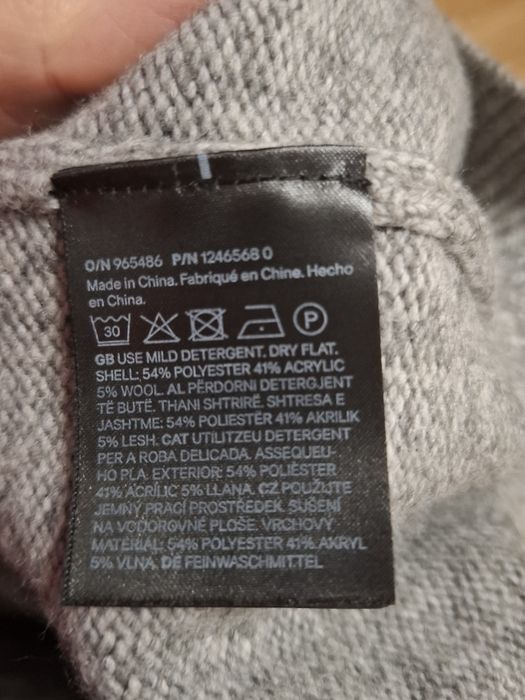 O/N 965486 P/N 1246568 0
Made in China. Fabriqué en Chine. Hecho
en China.
30 P
GB USE MILD DETERGENT. DRY FLAT.
SHELL: 54% POLYESTER 41% ACRYLIC
5% WOOL. AL PËRDORNI DETERGJENT
TË BUTË. THANI SHTRIRË. SHTRESA E
JASHTME: 54% POLIESTËR 41% AKRILIK
5% LESH. CAT UTILITZEU DETERGENT
PER A ROBA DELICADA. ASSEQUEU-
HO PLA. EXTERIOR: 54% POLIÈSTER
41% ACRÍLIC 5% LLANA. CZ POUŽIJTE
JEMNÝ PRACÍ PROSTŘEDEK. SUŠENÍ
NA VODOROVNÉ PLOŠE. VRCHOVÝ
MATERIÁL: 54% POLYESTER 41% AKRYL
5% VLNA. DE FEINWASCHMITTEL